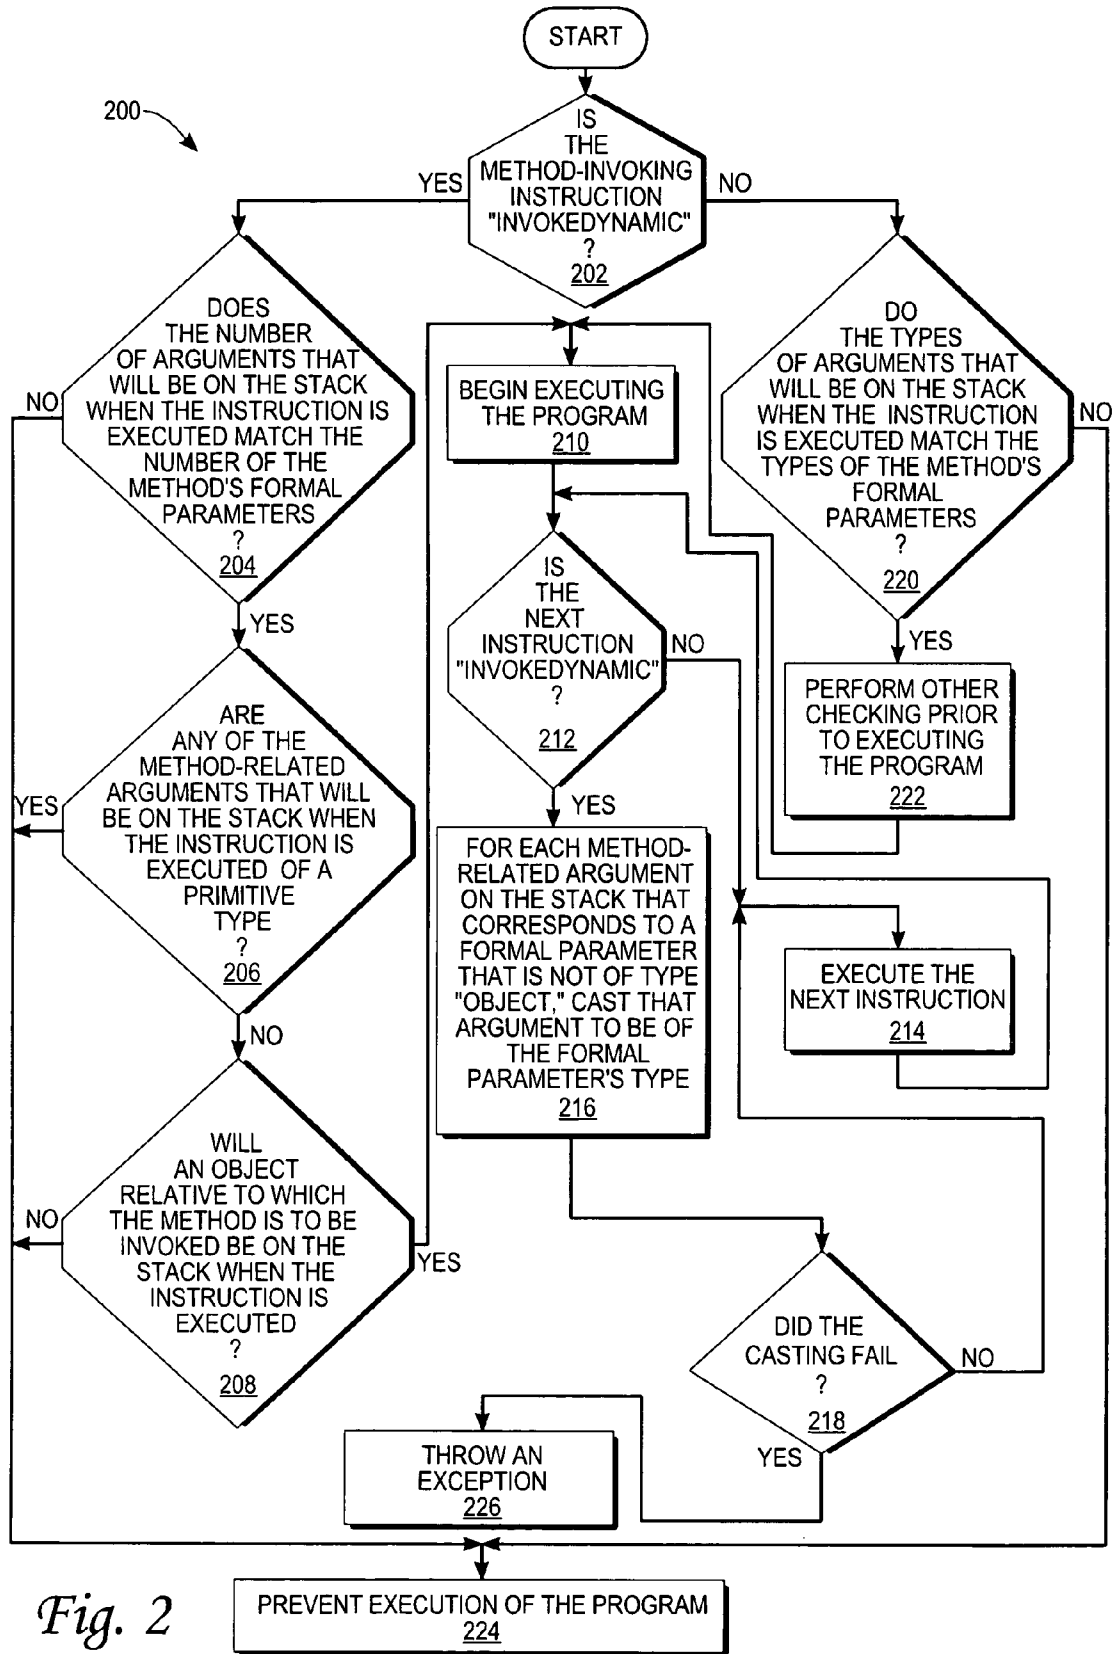 START
200
IS
THE
METHOD-INVOKING
INSTRUCTION
"INVOKEDYNAMIC"
?
202
YES
NO
DOES
THE NUMBER
OF ARGUMENTS THAT
WILL BE ON THE STACK
WHEN THE INSTRUCTION IS
EXECUTED MATCH THE
NUMBER OF THE
METHOD'S FORMAL
PARAMETERS
?
204
NO
YES
ARE
ANY OF THE
METHOD-RELATED
ARGUMENTS THAT WILL
BE ON THE STACK WHEN
THE INSTRUCTION IS
EXECUTED OF A
PRIMITIVE
TYPE
?
206
YES
NO
WILL
AN OBJECT
RELATIVE TO WHICH
THE METHOD IS TO BE
INVOKED BE ON THE
STACK WHEN THE
INSTRUCTION IS
EXECUTED
?
208
NO
YES
BEGIN EXECUTING
THE PROGRAM
210
IS
THE
NEXT
INSTRUCTION
"INVOKEDYNAMIC"
?
212
NO
YES
FOR EACH METHOD-
RELATED ARGUMENT
ON THE STACK THAT
CORRESPONDS TO A
FORMAL PARAMETER
THAT IS NOT OF TYPE
"OBJECT," CAST THAT
ARGUMENT TO BE OF
THE FORMAL
PARAMETER'S TYPE
216
DO
THE TYPES
OF ARGUMENTS THAT
WILL BE ON THE STACK
WHEN THE INSTRUCTION
IS EXECUTED MATCH THE
TYPES OF THE METHOD'S
FORMAL
PARAMETERS
?
220
NO
YES
PERFORM OTHER
CHECKING PRIOR
TO EXECUTING
THE PROGRAM
222
EXECUTE THE
NEXT INSTRUCTION
214
DID THE
CASTING FAIL
?
218
NO
YES
THROW AN
EXCEPTION
226
PREVENT EXECUTION OF THE PROGRAM
224
Fig. 2